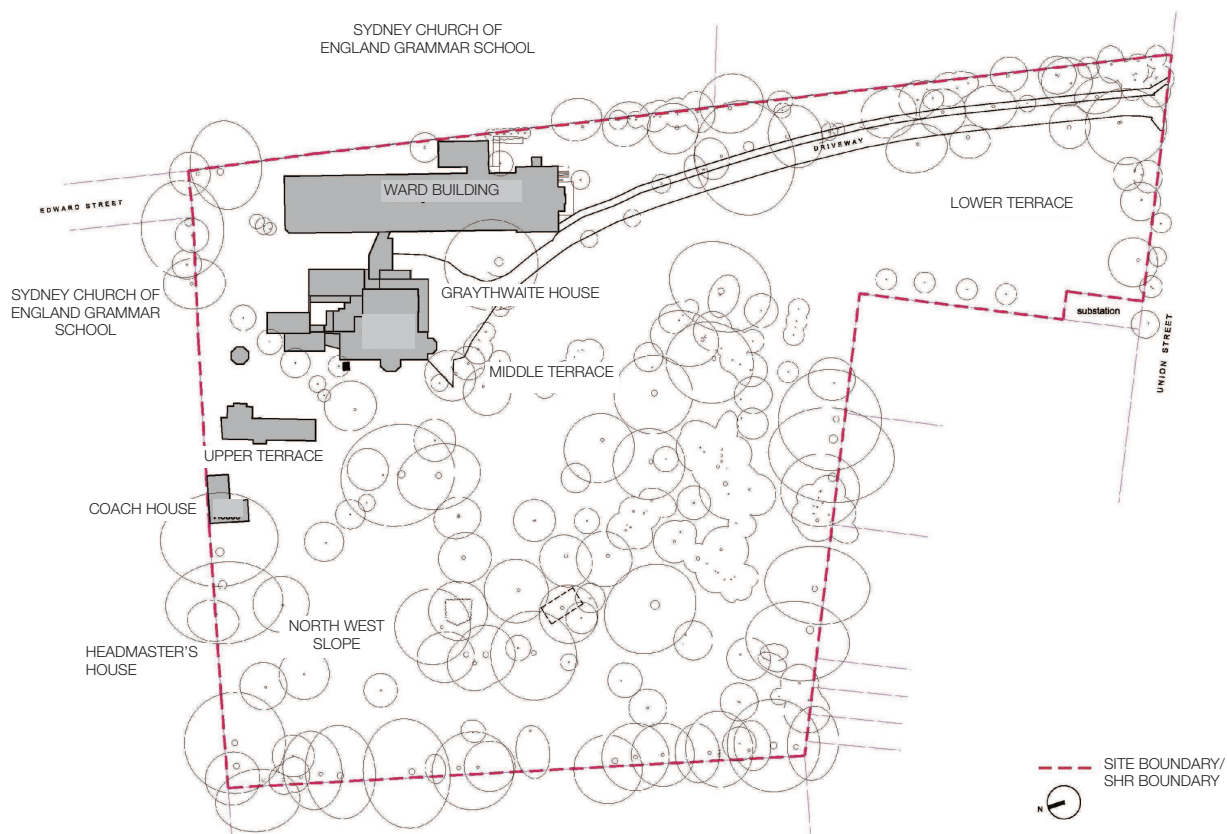 SYDNEY CHURCH OF
ENGLAND GRAMMAR SCHOOL
DRIVEWAY
WARD BUILDING
EDWARD STREET
LOWER TERRACE
SYDNEY CHURCH OF
ENGLAND GRAMMAR
SCHOOL
GRAYTHWAITE HOUSE
substation
UNION STREET
MIDDLE TERRACE
UPPER TERRACE
COACH HOUSE
NORTH WEST
SLOPE
HEADMASTER'S
HOUSE
SITE BOUNDARY/
SHR BOUNDARY
N